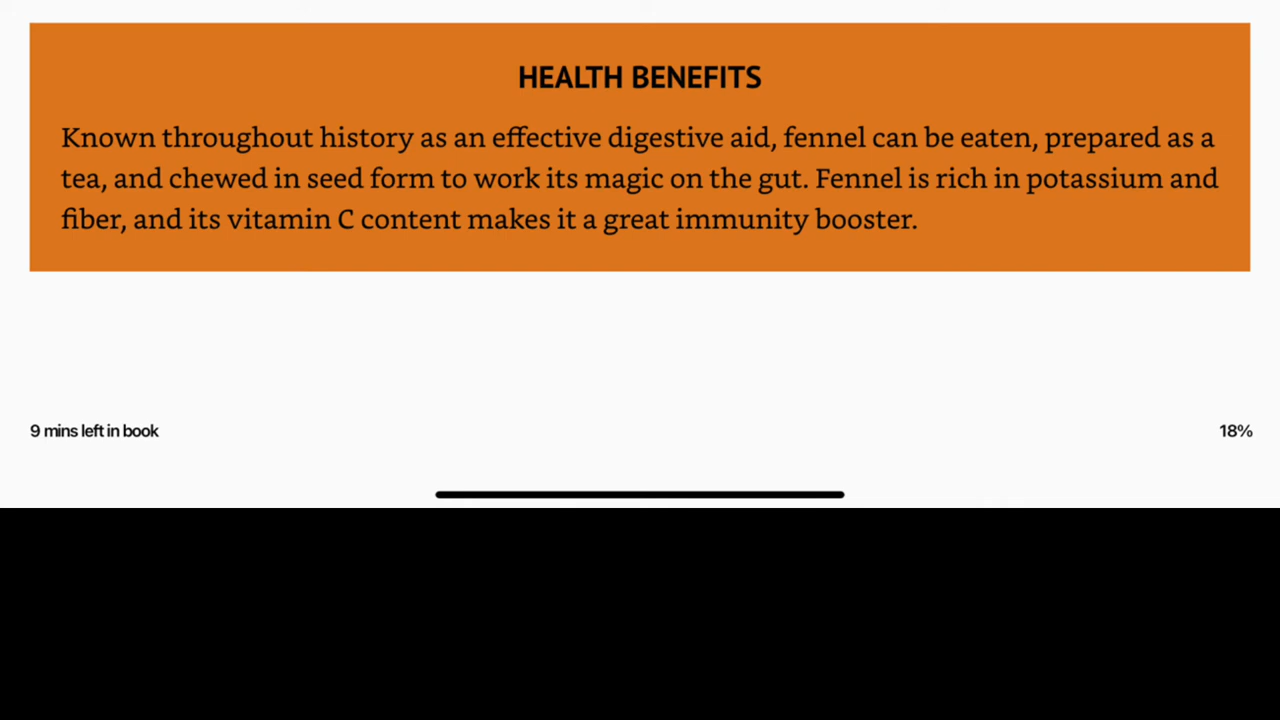 HEALTH BENEFITS
Known throughout history as an effective digestive aid, fennel can be eaten, prepared as a
tea, and chewed in seed form to work its magic on the gut. Fennel is rich in potassium and
fiber, and its vitamin C content makes it a great immunity booster.
9 mins left in book
18%